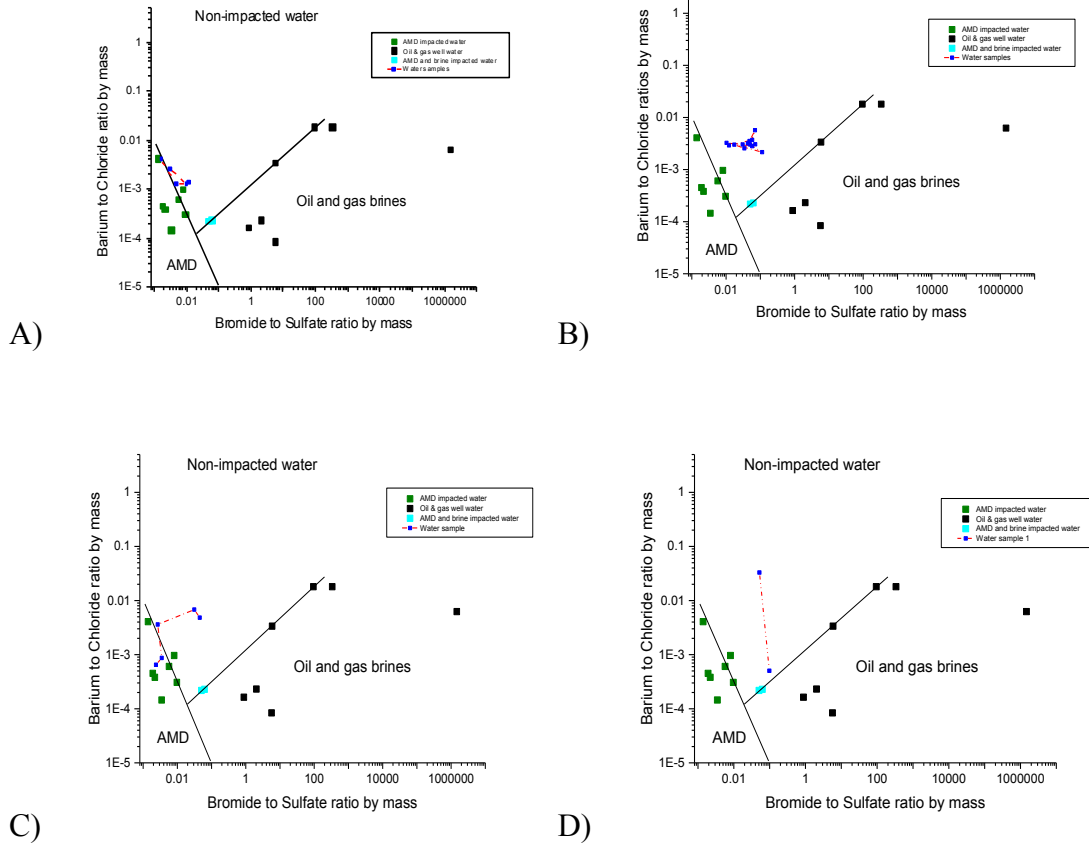 Non-impacted water
Barium to Chloride ratio by mass
1
0.1
0.01
1E-3
1E-4
1E-5
AMD impacted water
Oil & gas well water
AMD and brine impacted water
Water samples
Oil and gas brines
AMD
0.01
1
100
10000
1000000
Bromide to Sulfate ratio by mass
A)
Barium to Chloride ratios by mass
1
0.1
0.01
1E-3
1E-4
1E-5
AMD impacted water
Oil & gas well water
AMD and brine impacted water
Water samples
Oil and gas brines
AMD
0.01
1
100
10000
1000000
Bromide to Sulfate ratio by mass
B)
Non-impacted water
Barium to Chloride ratio by mass
1
0.1
0.01
1E-3
1E-4
1E-5
AMD impacted water
Oil & gas well water
AMD and brine impacted water
Water sample
Oil and gas brines
AMD
0.01
1
100
10000
1000000
Bromide to Sulfate ratio by mass
C)
Non-impacted water
Barium to Chloride ratio by mass
1
0.1
0.01
1E-3
1E-4
1E-5
AMD impacted water
Oil & gas well water
AMD and brine impacted water
Water sample 1
Oil and gas brines
AMD
0.01
1
100
10000
1000000
Bromide to Sulfate ratio by mass
D)